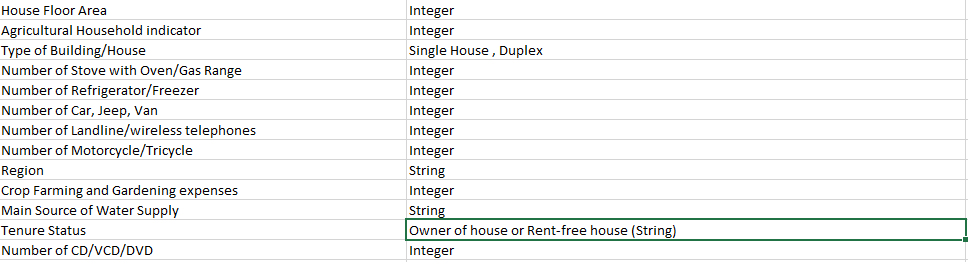 House Floor Area Integer
Agricultural Household indicator Integer
Type of Building/House Single House , Duplex
Number of Stove with Oven/Gas Range Integer
Number of Refrigerator/Freezer Integer
Number of Car, Jeep, Van Integer
Number of Landline/wireless telephones Integer
Number of Motorcycle/Tricycle Integer
Region String
Crop Farming and Gardening expenses Integer
Main Source of Water Supply String
Tenure Status Owner of house or Rent-free house (String)
Number of CD/VCD/DVD Integer